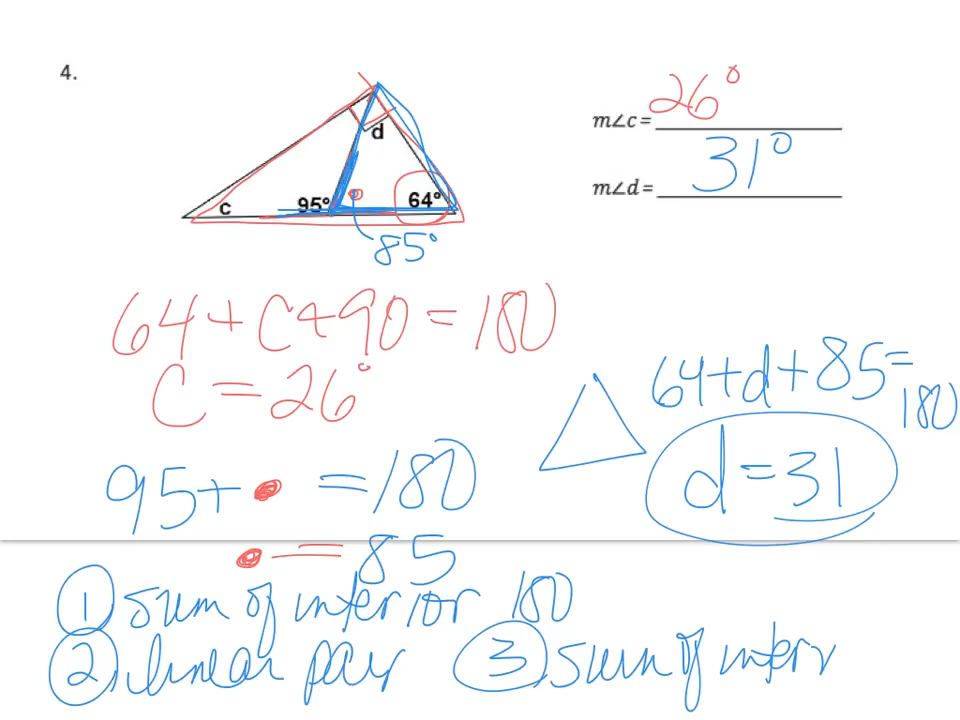 4.
m∠c = 26°
m∠d = 31°
d
c 95° 64°
85°
64 + C + 90 = 180
C = 26°
64 + d + 85 = 180
d = 31
95 + • = 180
• = 85
① sum of interior 180
② linear pair ③ sum of interi